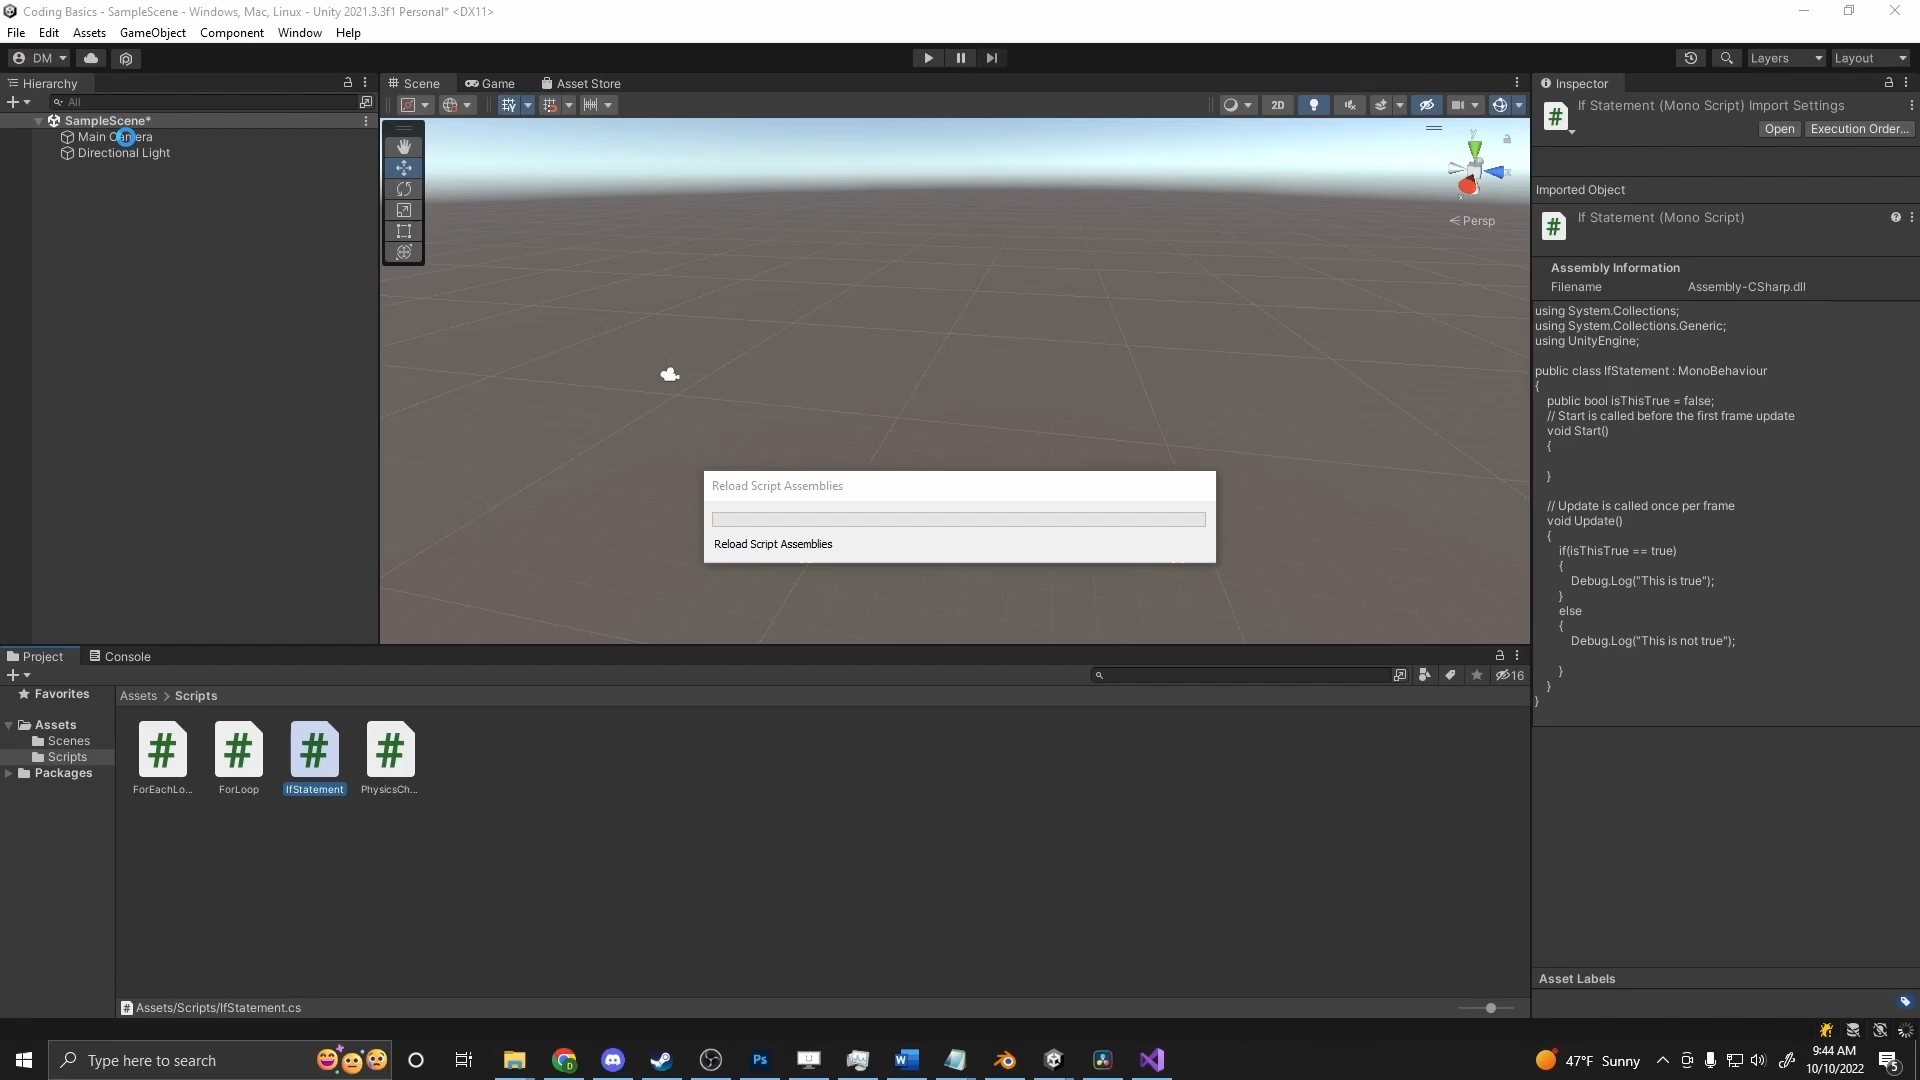 Coding Basics - SampleScene - Windows, Mac, Linux - Unity 2021.3.3f1 Personal* <DX11>
File Edit Assets GameObject Component Window Help
DM
Layers
Layout
Hierarchy
All
SampleScene*
Main Camera
Directional Light
Scene
Game
Asset Store
2D
y
z
x
Persp
Reload Script Assemblies
Reload Script Assemblies
Inspector
If Statement (Mono Script) Import Settings
Open
Execution Order...
Imported Object
If Statement (Mono Script)
Assembly Information
Filename Assembly-CSharp.dll
using System.Collections;
using System.Collections.Generic;
using UnityEngine;
public class IfStatement : MonoBehaviour
{
public bool isThisTrue = false;
// Start is called before the first frame update
void Start()
{
}
// Update is called once per frame
void Update()
{
if(isThisTrue == true)
{
Debug.Log("This is true");
}
else
{
Debug.Log("This is not true");
}
}
}
Asset Labels
Project
Console
16
Favorites
Assets
Scenes
Scripts
Packages
Assets > Scripts
ForEachLo...
ForLoop
IfStatement
PhysicsCh...
Assets/Scripts/IfStatement.cs
Type here to search
Ps
47°F Sunny
9:44 AM
10/10/2022
5